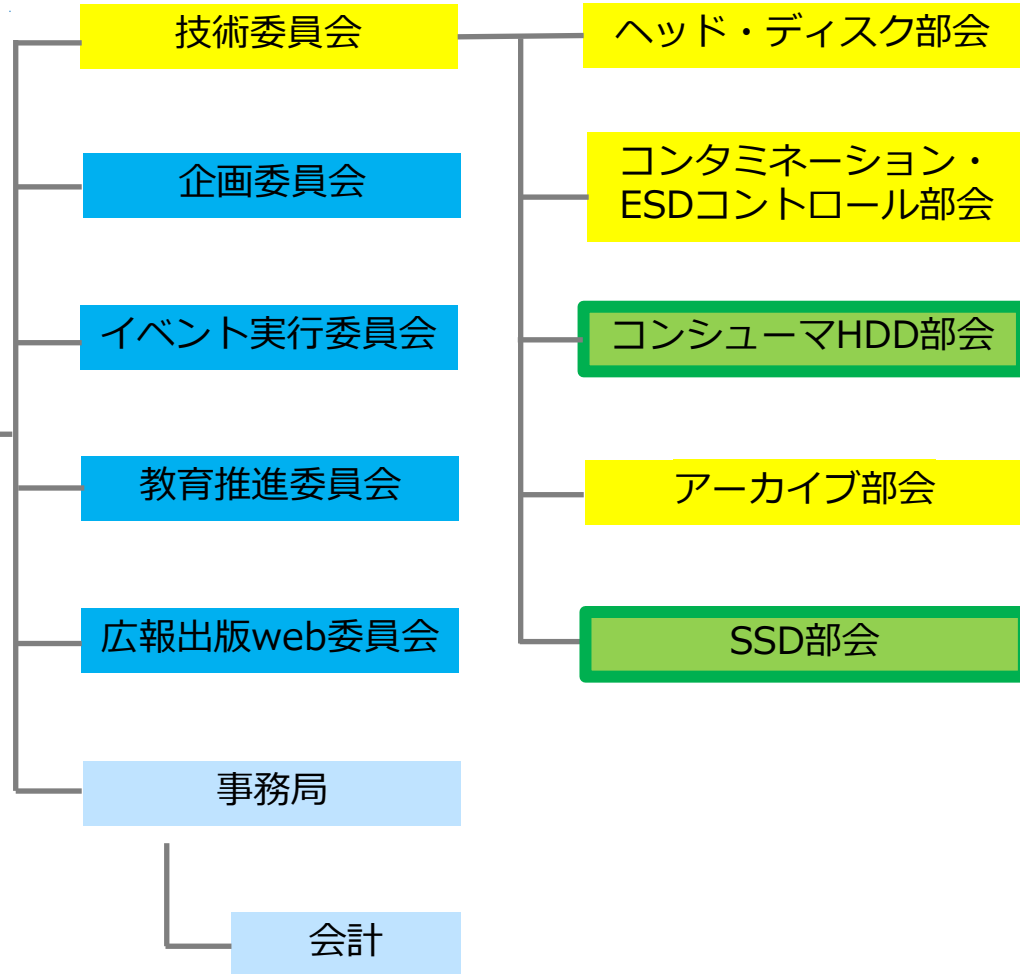 技術委員会
ヘッド・ディスク部会
企画委員会
コンタミネーション・
ESDコントロール部会
イベント実行委員会
コンシューマHDD部会
教育推進委員会
アーカイブ部会
広報出版web委員会
SSD部会
事務局
会計